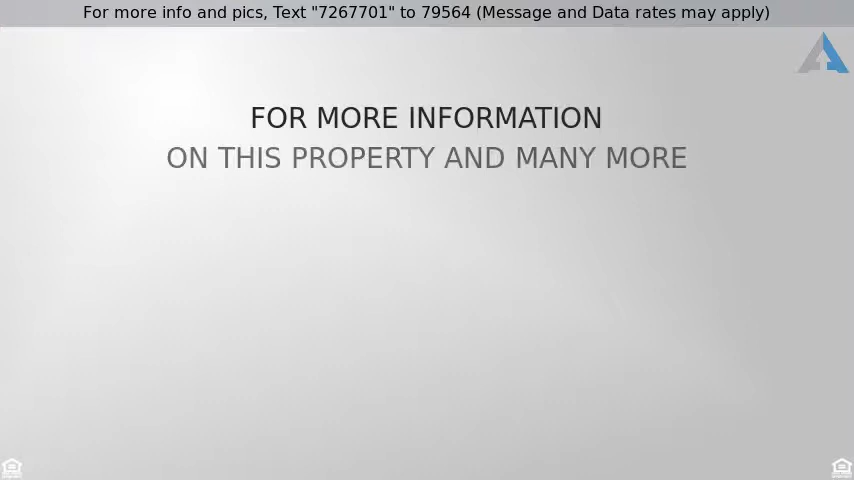 For more info and pics, Text "7267701" to 79564 (Message and Data rates may apply)
FOR MORE INFORMATION
ON THIS PROPERTY AND MANY MORE